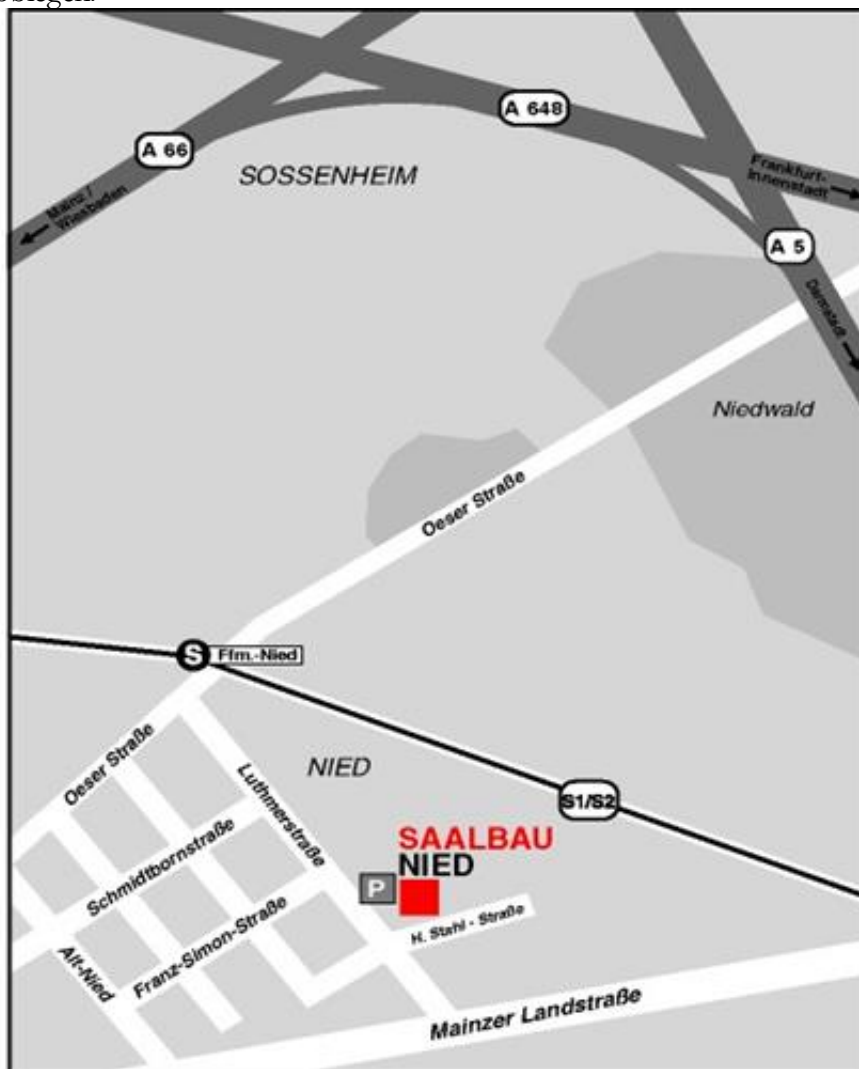 A 648
A 66
SOSSENHEIM
Frankfurt-
Innenstadt
Mainz /
Wiesbaden
A 5
Darmstadt
Niedwald
Oeser Straße
S
Ffm.-Nied
Oeser Straße
NIED
Luthmerstraße
S1/S2
SAALBAU
NIED
P
Schmidtbornstraße
H. Stahl - Straße
Franz-Simon-Straße
Alt-Nied
Mainzer Landstraße